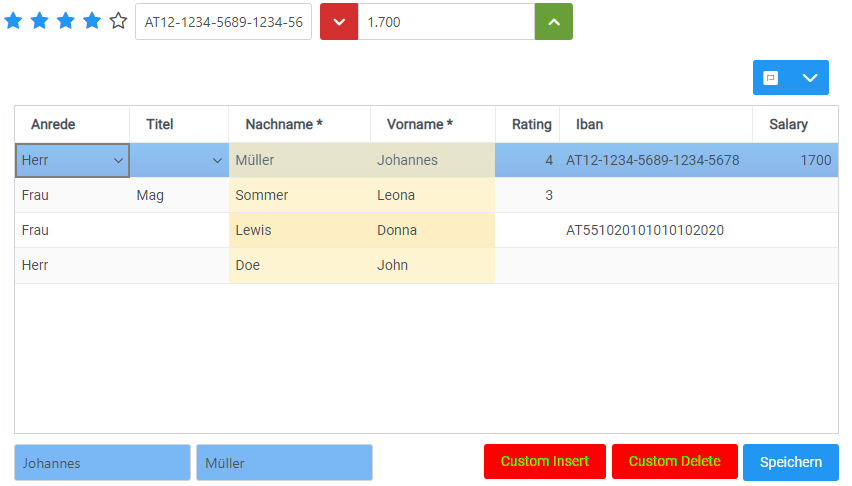 AT12-1234-5689-1234-56 1.700
Anrede Titel Nachname * Vorname * Rating Iban Salary
Herr Müller Johannes 4 AT12-1234-5689-1234-5678 1700
Frau Mag Sommer Leona 3
Frau Lewis Donna AT551020101010102020
Herr Doe John
Johannes Müller Custom Insert Custom Delete Speichern